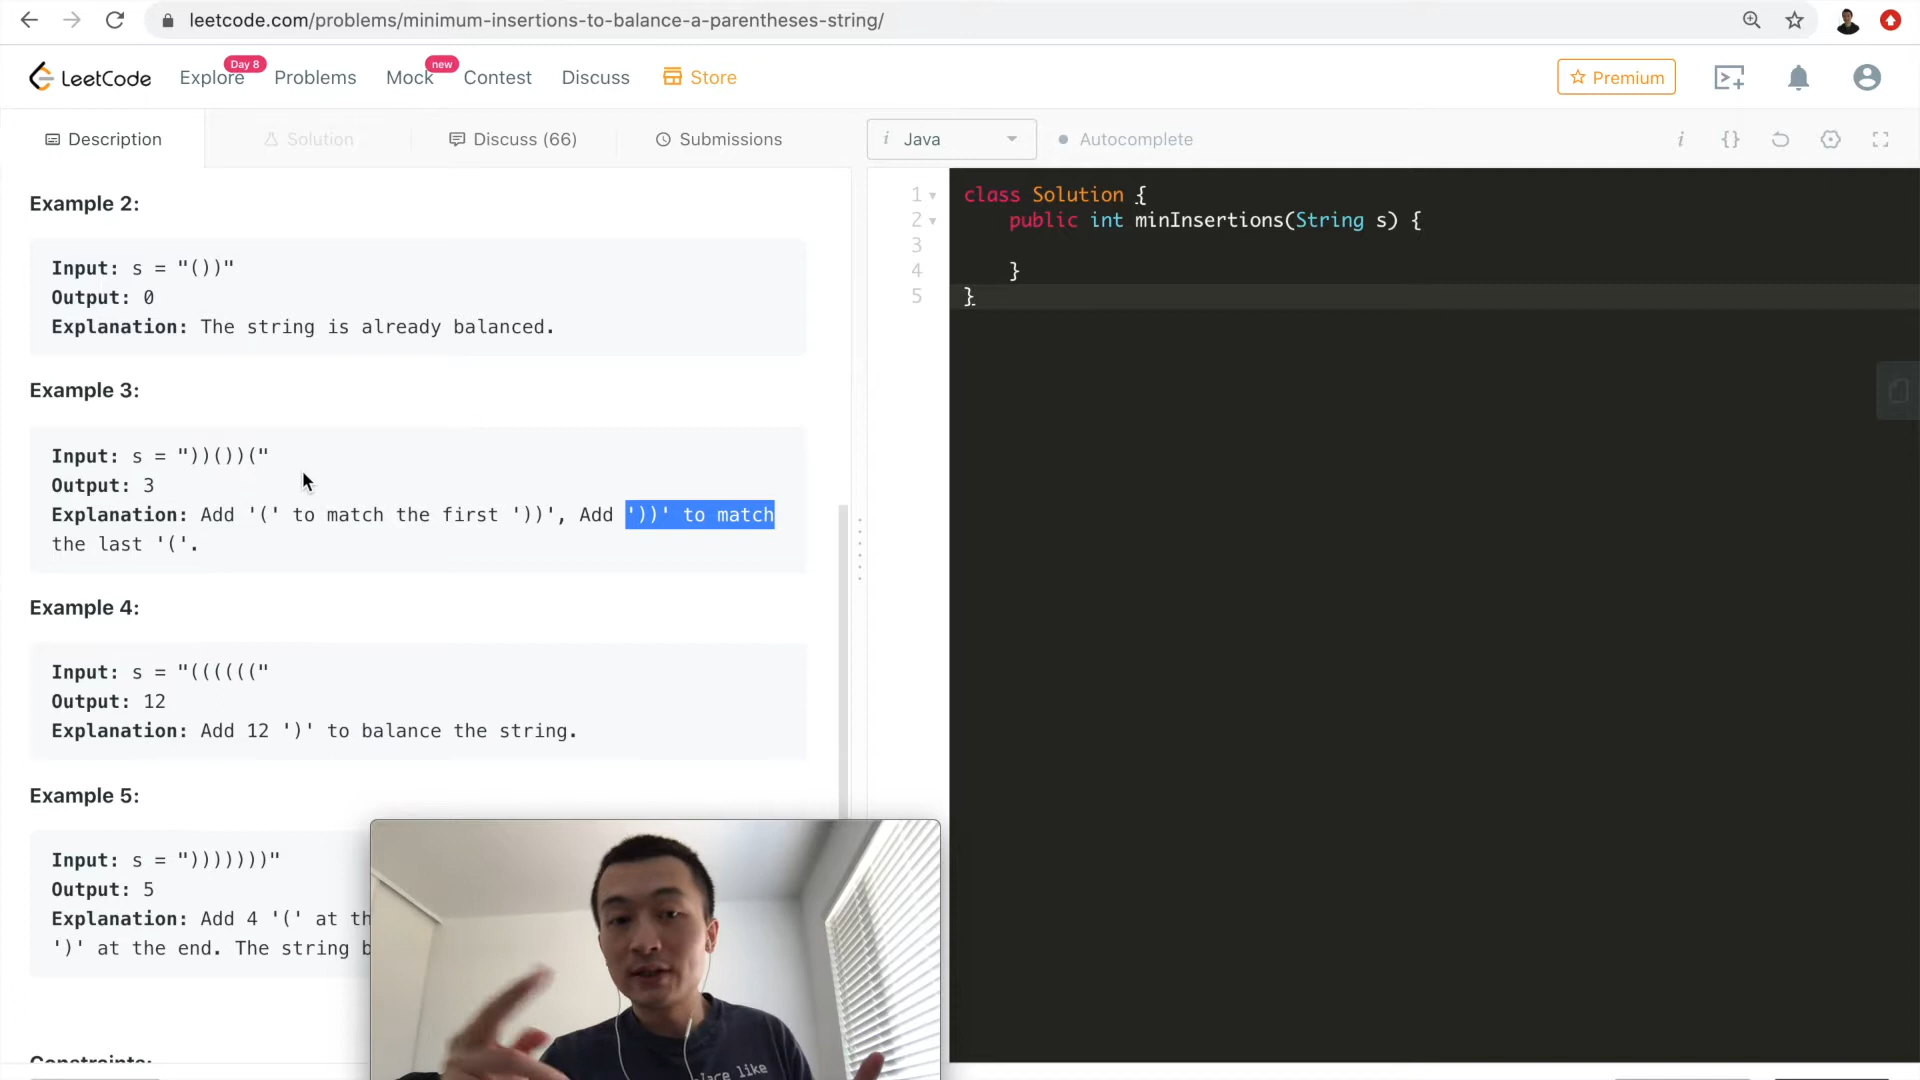 leetcode.com/problems/minimum-insertions-to-balance-a-parentheses-string/
LeetCode
Explore
Day 8
Problems
Mock
new
Contest
Discuss
Store
Premium
Description
Solution
Discuss (66)
Submissions
i Java
Autocomplete
i {}
Example 2:
Input: s = "())"
Output: 0
Explanation: The string is already balanced.
Example 3:
Input: s = "))())("
Output: 3
Explanation: Add '(' to match the first '))', Add '))' to match
the last '('.
Example 4:
Input: s = "(((((("
Output: 12
Explanation: Add 12 ')' to balance the string.
Example 5:
Input: s = ")))))))"
Output: 5
Explanation: Add 4 '(' at th
')' at the end. The string b
Constraints:
1 class Solution {
2 public int minInsertions(String s) {
3
4 }
5 }
place like